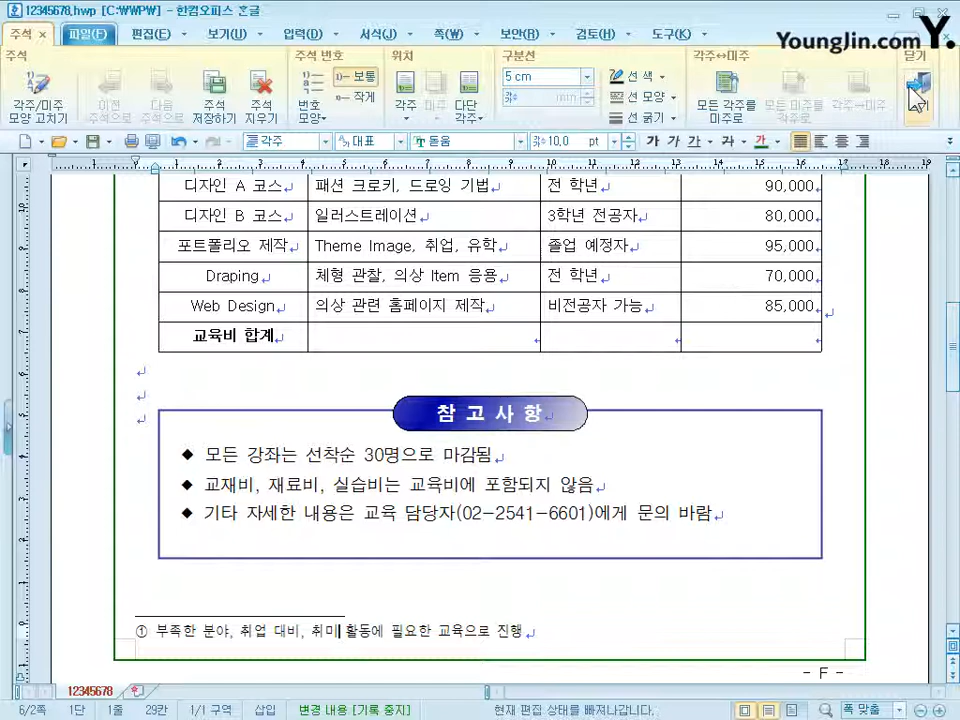 12345678.hwp [C:\WWPW] - 한컴오피스 한글
YoungJin.com Y.
주석 파일(F) 편집(E) 보기(U) 입력(D) 서식(J) 쪽(W) 보안(R) 검토(H) 도구(K)
주석 주석 번호 위치 구분선 각주↔미주 닫기
각주/미주 모양 고치기 이전 주석으로 다음 주석으로 주석 저장하기 주석 지우기 번호 모양 1-보통 1-작게 각주 미주 다단 각주 5 cm mm 선 색 선 모양 선 굵기 모든 각주를 미주로 모든 미주를 각주로 각주↔미주
각주 대표 돋움 10,0 pt 가 가 가 가 가
디자인 A 코스 패션 크로키, 드로잉 기법 전 학년 90,000
디자인 B 코스 일러스트레이션 3학년 전공자 80,000
포트폴리오 제작 Theme Image, 취업, 유학 졸업 예정자 95,000
Draping 체형 관찰, 의상 Item 응용 전 학년 70,000
Web Design 의상 관련 홈페이지 제작 비전공자 가능 85,000
교육비 합계
참 고 사 항
◆ 모든 강좌는 선착순 30명으로 마감됨
◆ 교재비, 재료비, 실습비는 교육비에 포함되지 않음
◆ 기타 자세한 내용은 교육 담당자(02-2541-6601)에게 문의 바람
① 부족한 분야, 취업 대비, 취미 활동에 필요한 교육으로 진행
- F -
12345678
6/2쪽 1단 1줄 29칸 1/1 구역 삽입 변경 내용 [기록 중지] 현재 편집 상태를 빠져나갑니다. 폭 맞춤